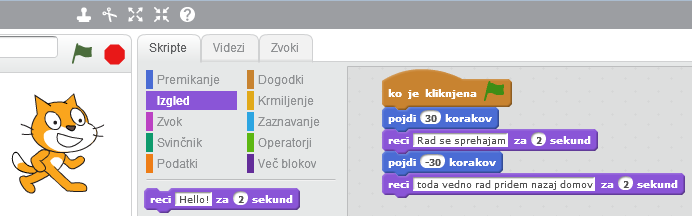 Skripte Videzi Zvoki
Premikanje Dogodki
Izgled Krmiljenje
Zvok Zaznavanje
Svinčnik Operatorji
Podatki Več blokov
reci Hello! za 2 sekund
ko je kliknjena
pojdi 30 korakov
reci Rad se sprehajam za 2 sekund
pojdi -30 korakov
reci toda vedno rad pridem nazaj domov za 2 sekund